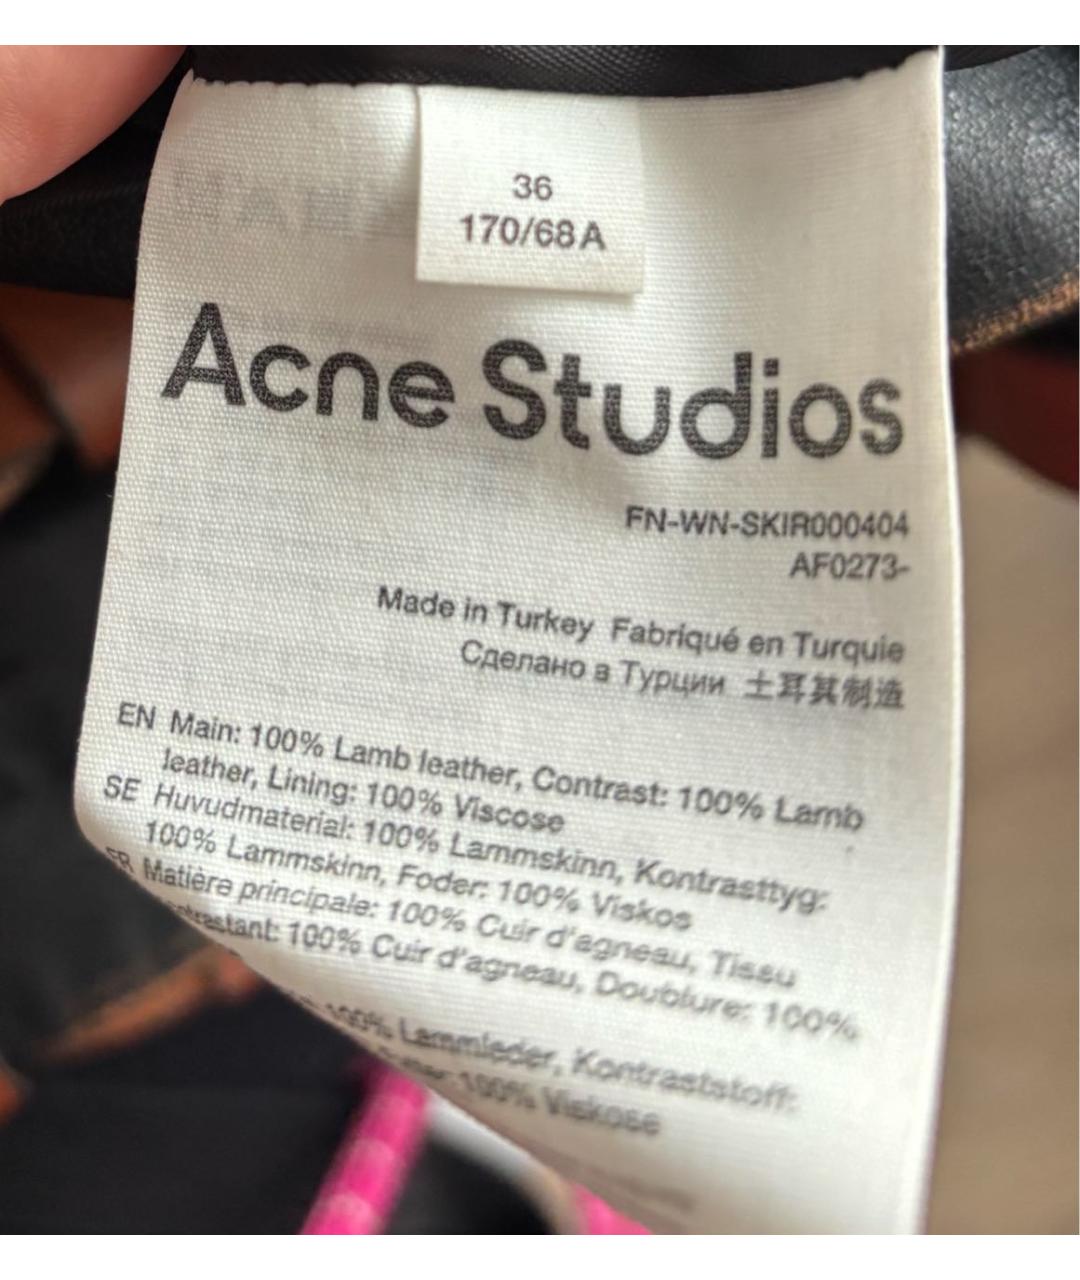 36
170/68A
Acne Studios
FN-WN-SKIR000404
AF0273-
Made in Turkey Fabriqué en Turquie
Сделано в Турции 土耳其制造
EN Main: 100% Lamb leather, Contrast: 100% Lamb
leather, Lining: 100% Viscose
SE Huvudmaterial: 100% Lammskinn, Kontrasttyg:
100% Lammskinn, Foder: 100% Viskos
FR Matière principale: 100% Cuir d'agneau, Tissu
100% Cuir d'agneau, Doublure: 100%
100% Lammleder, Kontraststoff:
100% Viskose